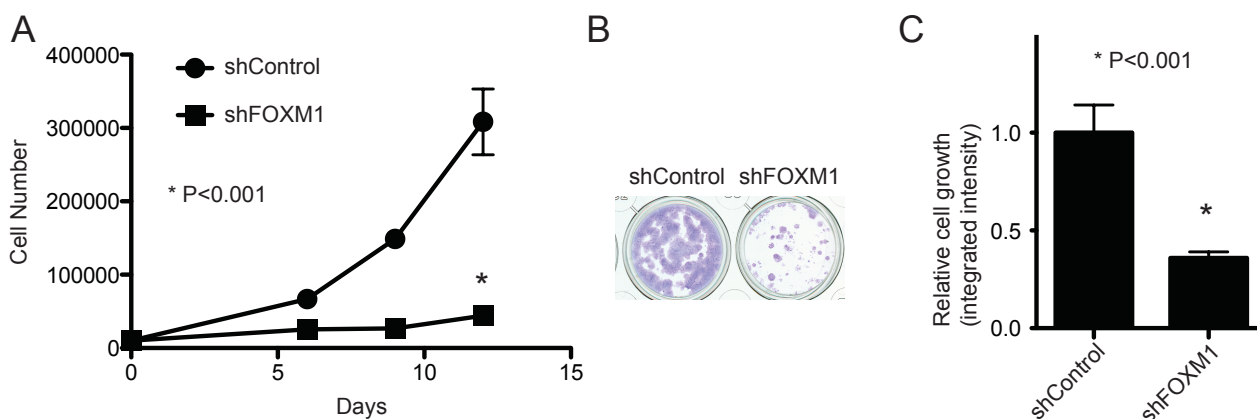 A
400000
300000
200000
100000
0
Cell Number
shControl
shFOXM1
* P<0.001
*
0
5
10
15
Days
B
shControl
shFOXM1
C
* P<0.001
1.0
0.5
0.0
Relative cell growth
(integrated intensity)
*
shControl
shFOXM1